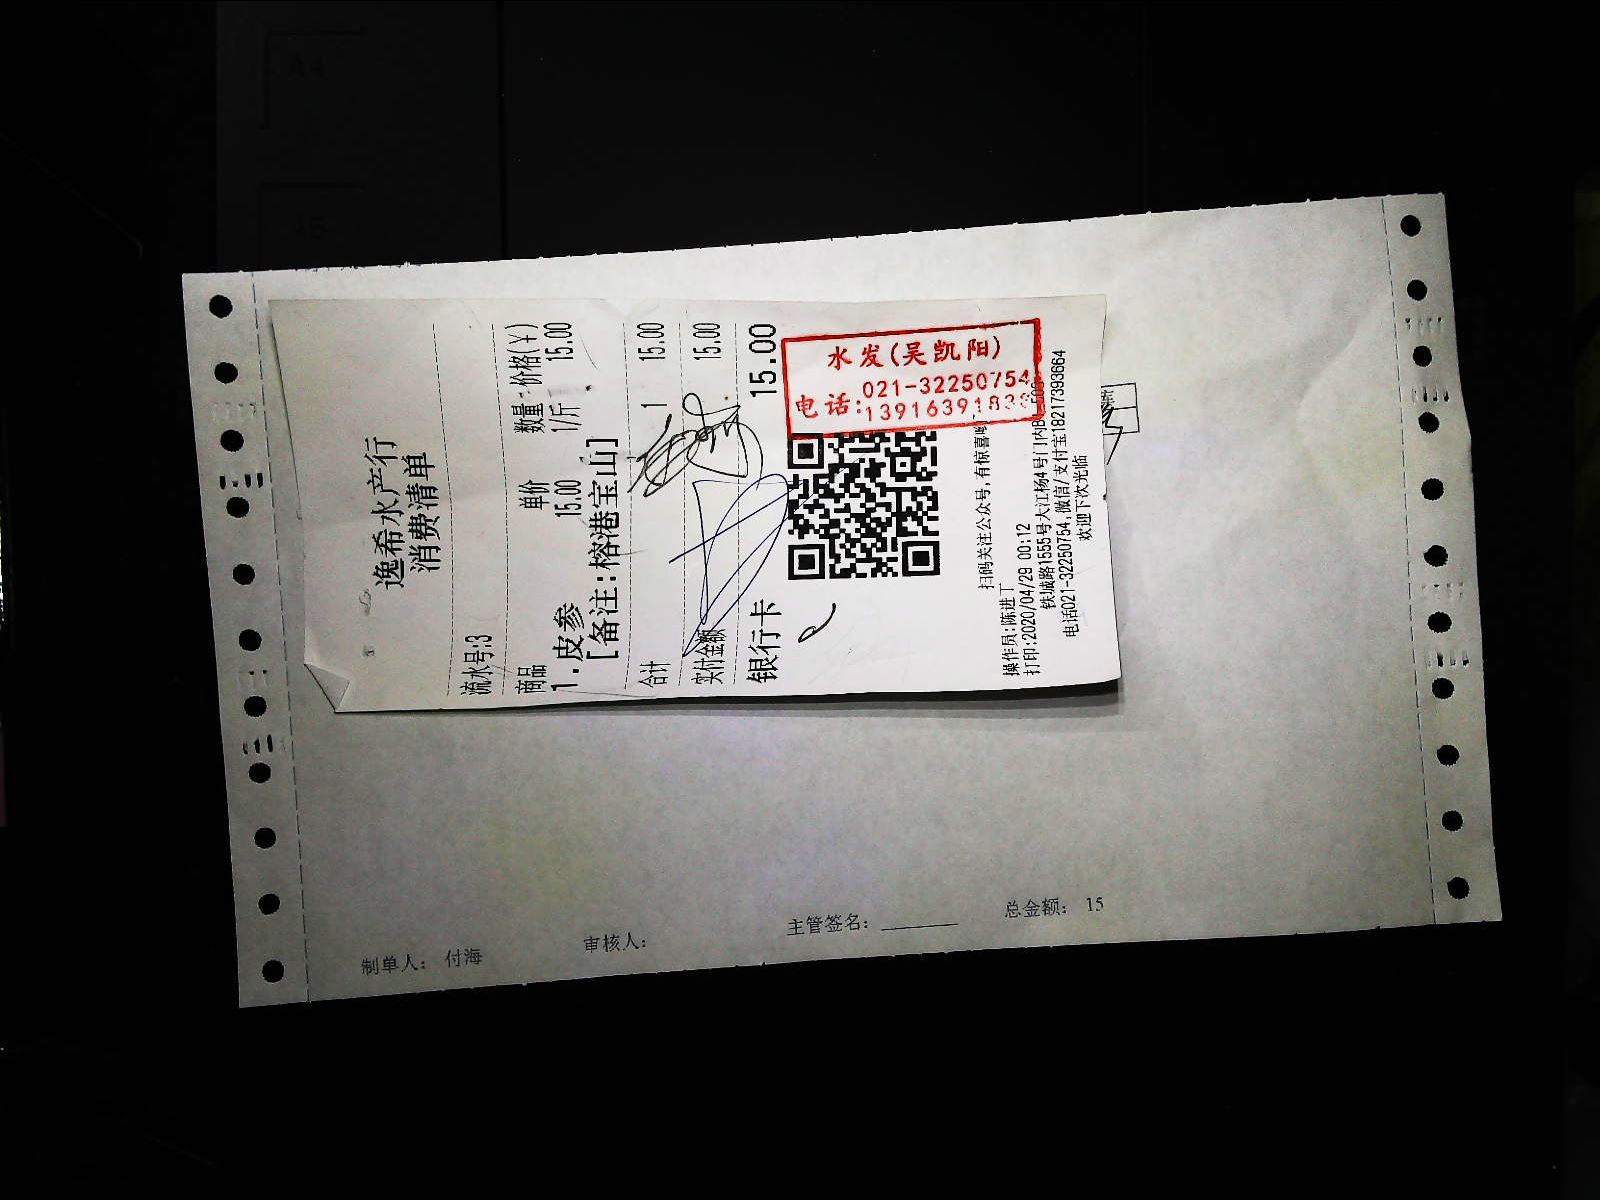 逸希水产行
消费清单
流水号:3
商品 单价 数量 价格(¥)
1.皮参 15.00 1/斤 15.00
[备注:榕港宝山]
合计 1 15.00
实付金额 15.00
银行卡 15.00
水发(吴凯阳)
电话:021-32250754
扫码关注公众号,有惊喜哟
操作员:陈进丁
打印:2020/04/29 00:12
铁城路1555号大江杨4号门内
电话021-32250754,微信/支付宝18217393664
欢迎下次光临
制单人: 付海 审核人: 主管签名: 总金额: 15